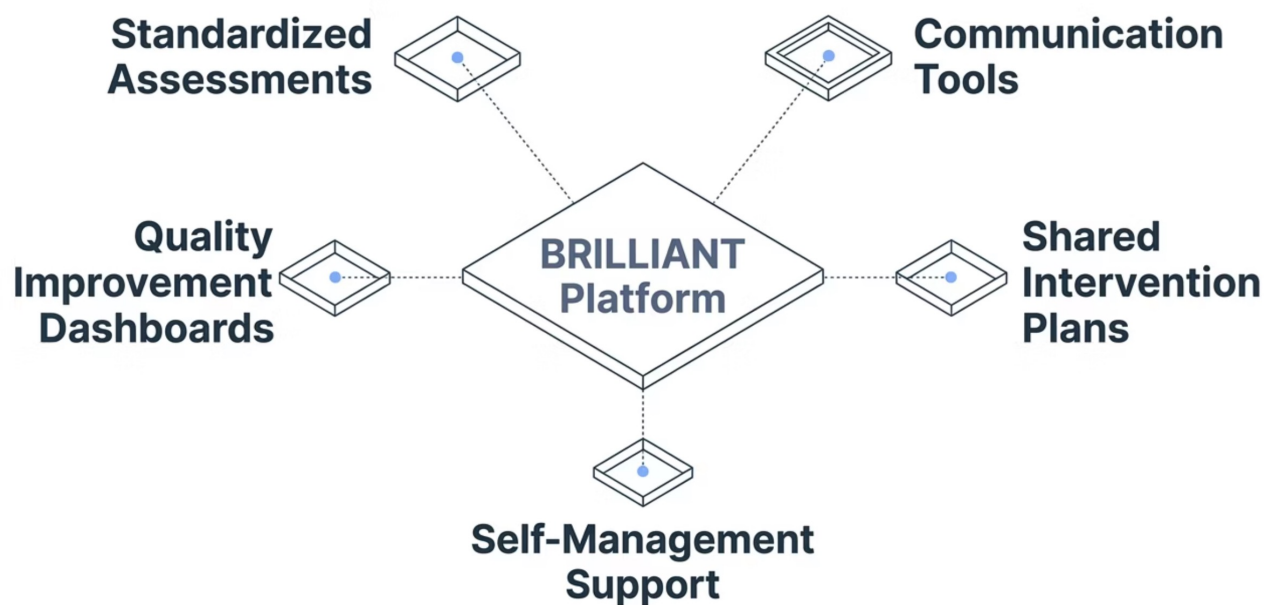 Standardized
Assessments
Communication
Tools
Quality
Improvement
Dashboards
BRILLIANT
Platform
Shared
Intervention
Plans
Self-Management
Support